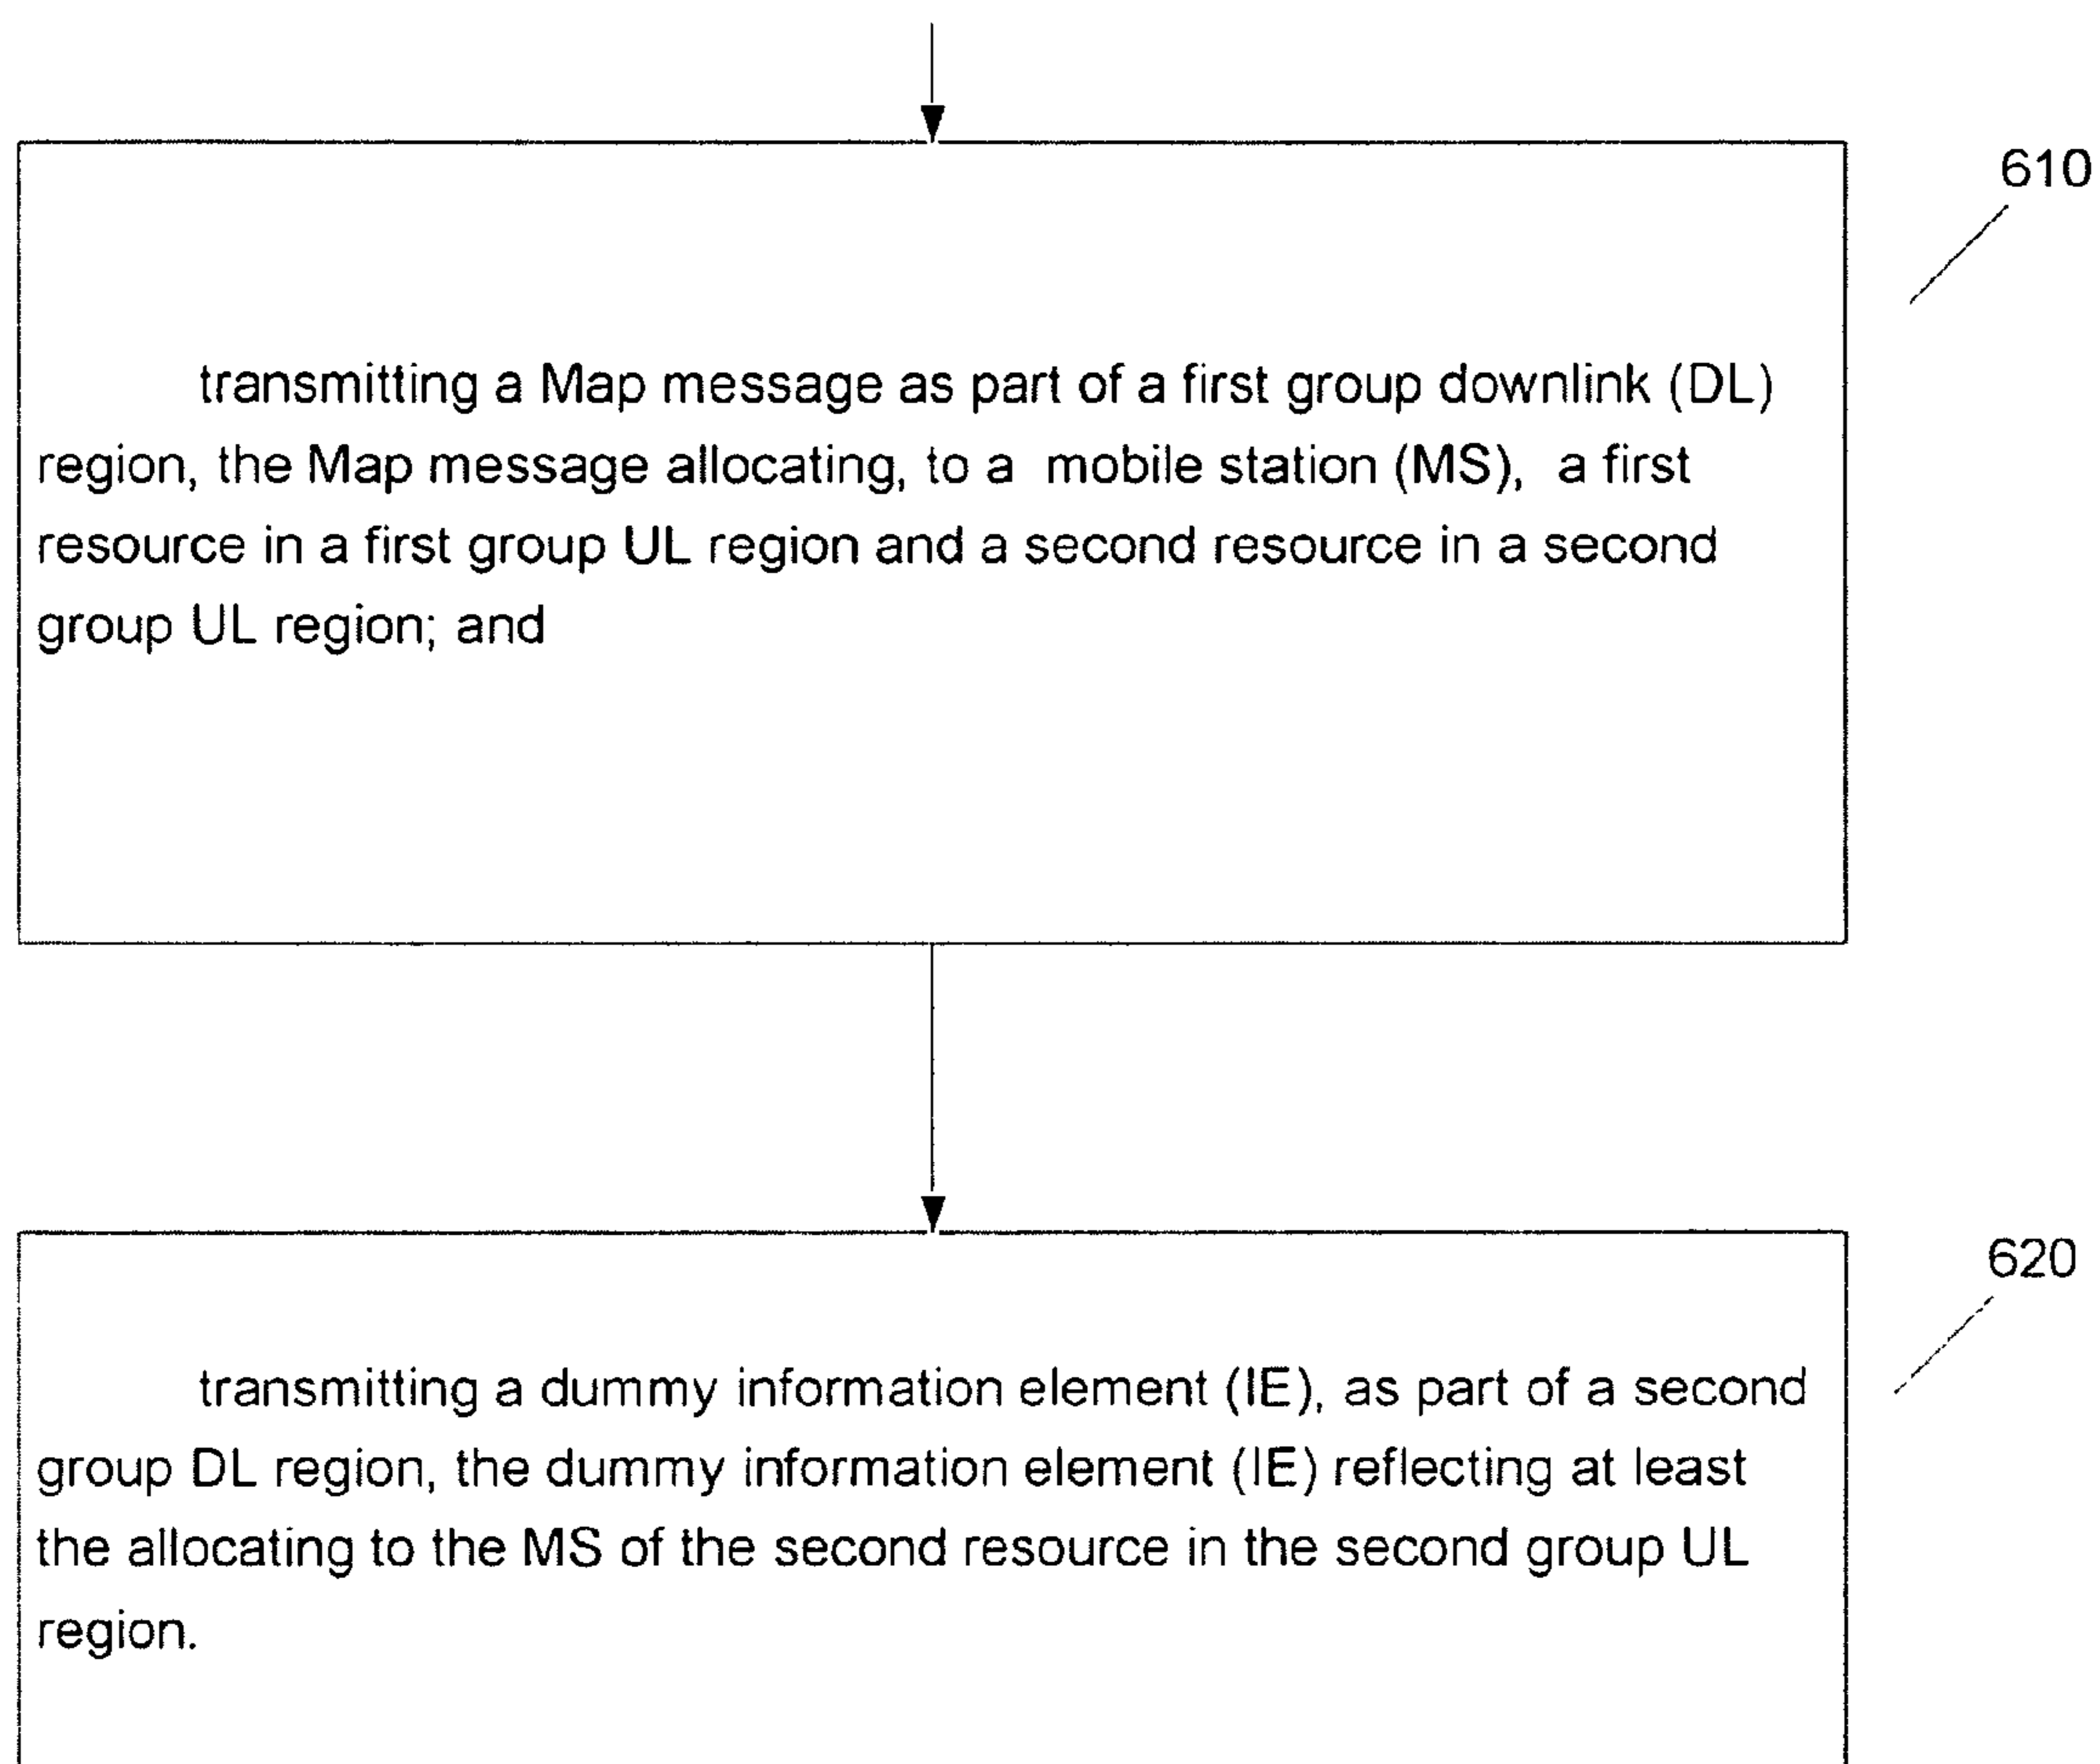 610
transmitting a Map message as part of a first group downlink (DL)
region, the Map message allocating, to a mobile station (MS), a first
resource in a first group UL region and a second resource in a second
group UL region; and
620
transmitting a dummy information element (IE), as part of a second
group DL region, the dummy information element (IE) reflecting at least
the allocating to the MS of the second resource in the second group UL
region.